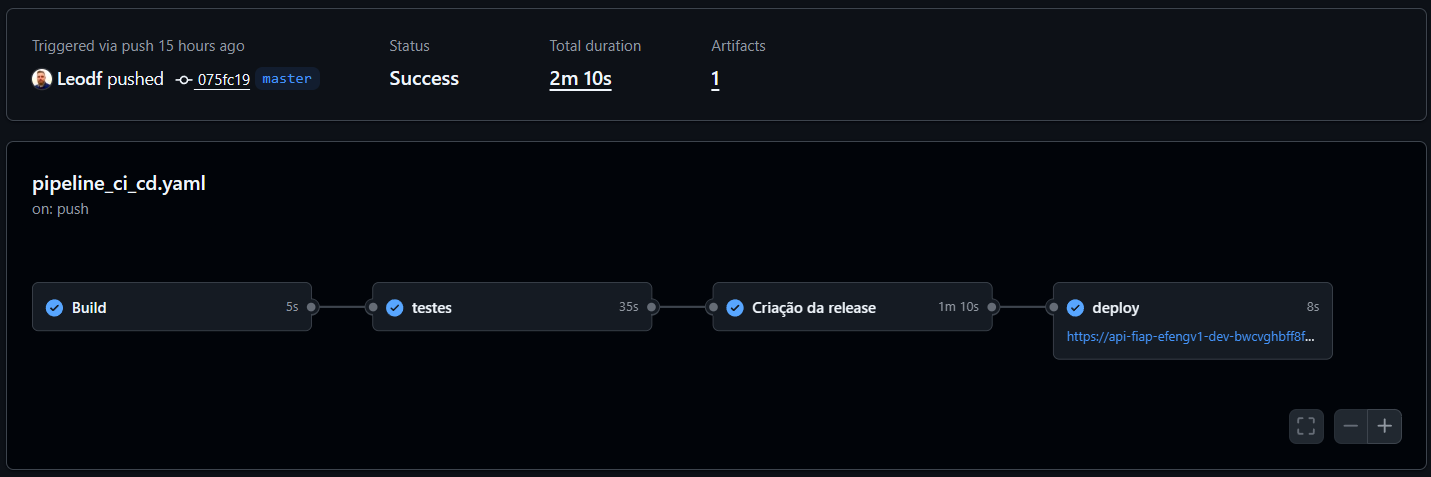 Triggered via push 15 hours ago
Status
Total duration
Artifacts
Leodf pushed 075fc19 master
Success
2m 10s
1
pipeline_ci_cd.yaml
on: push
Build 5s
testes 35s
Criação da release 1m 10s
deploy 8s
https://api-fiap-efengv1-dev-bwcvghbff8f...